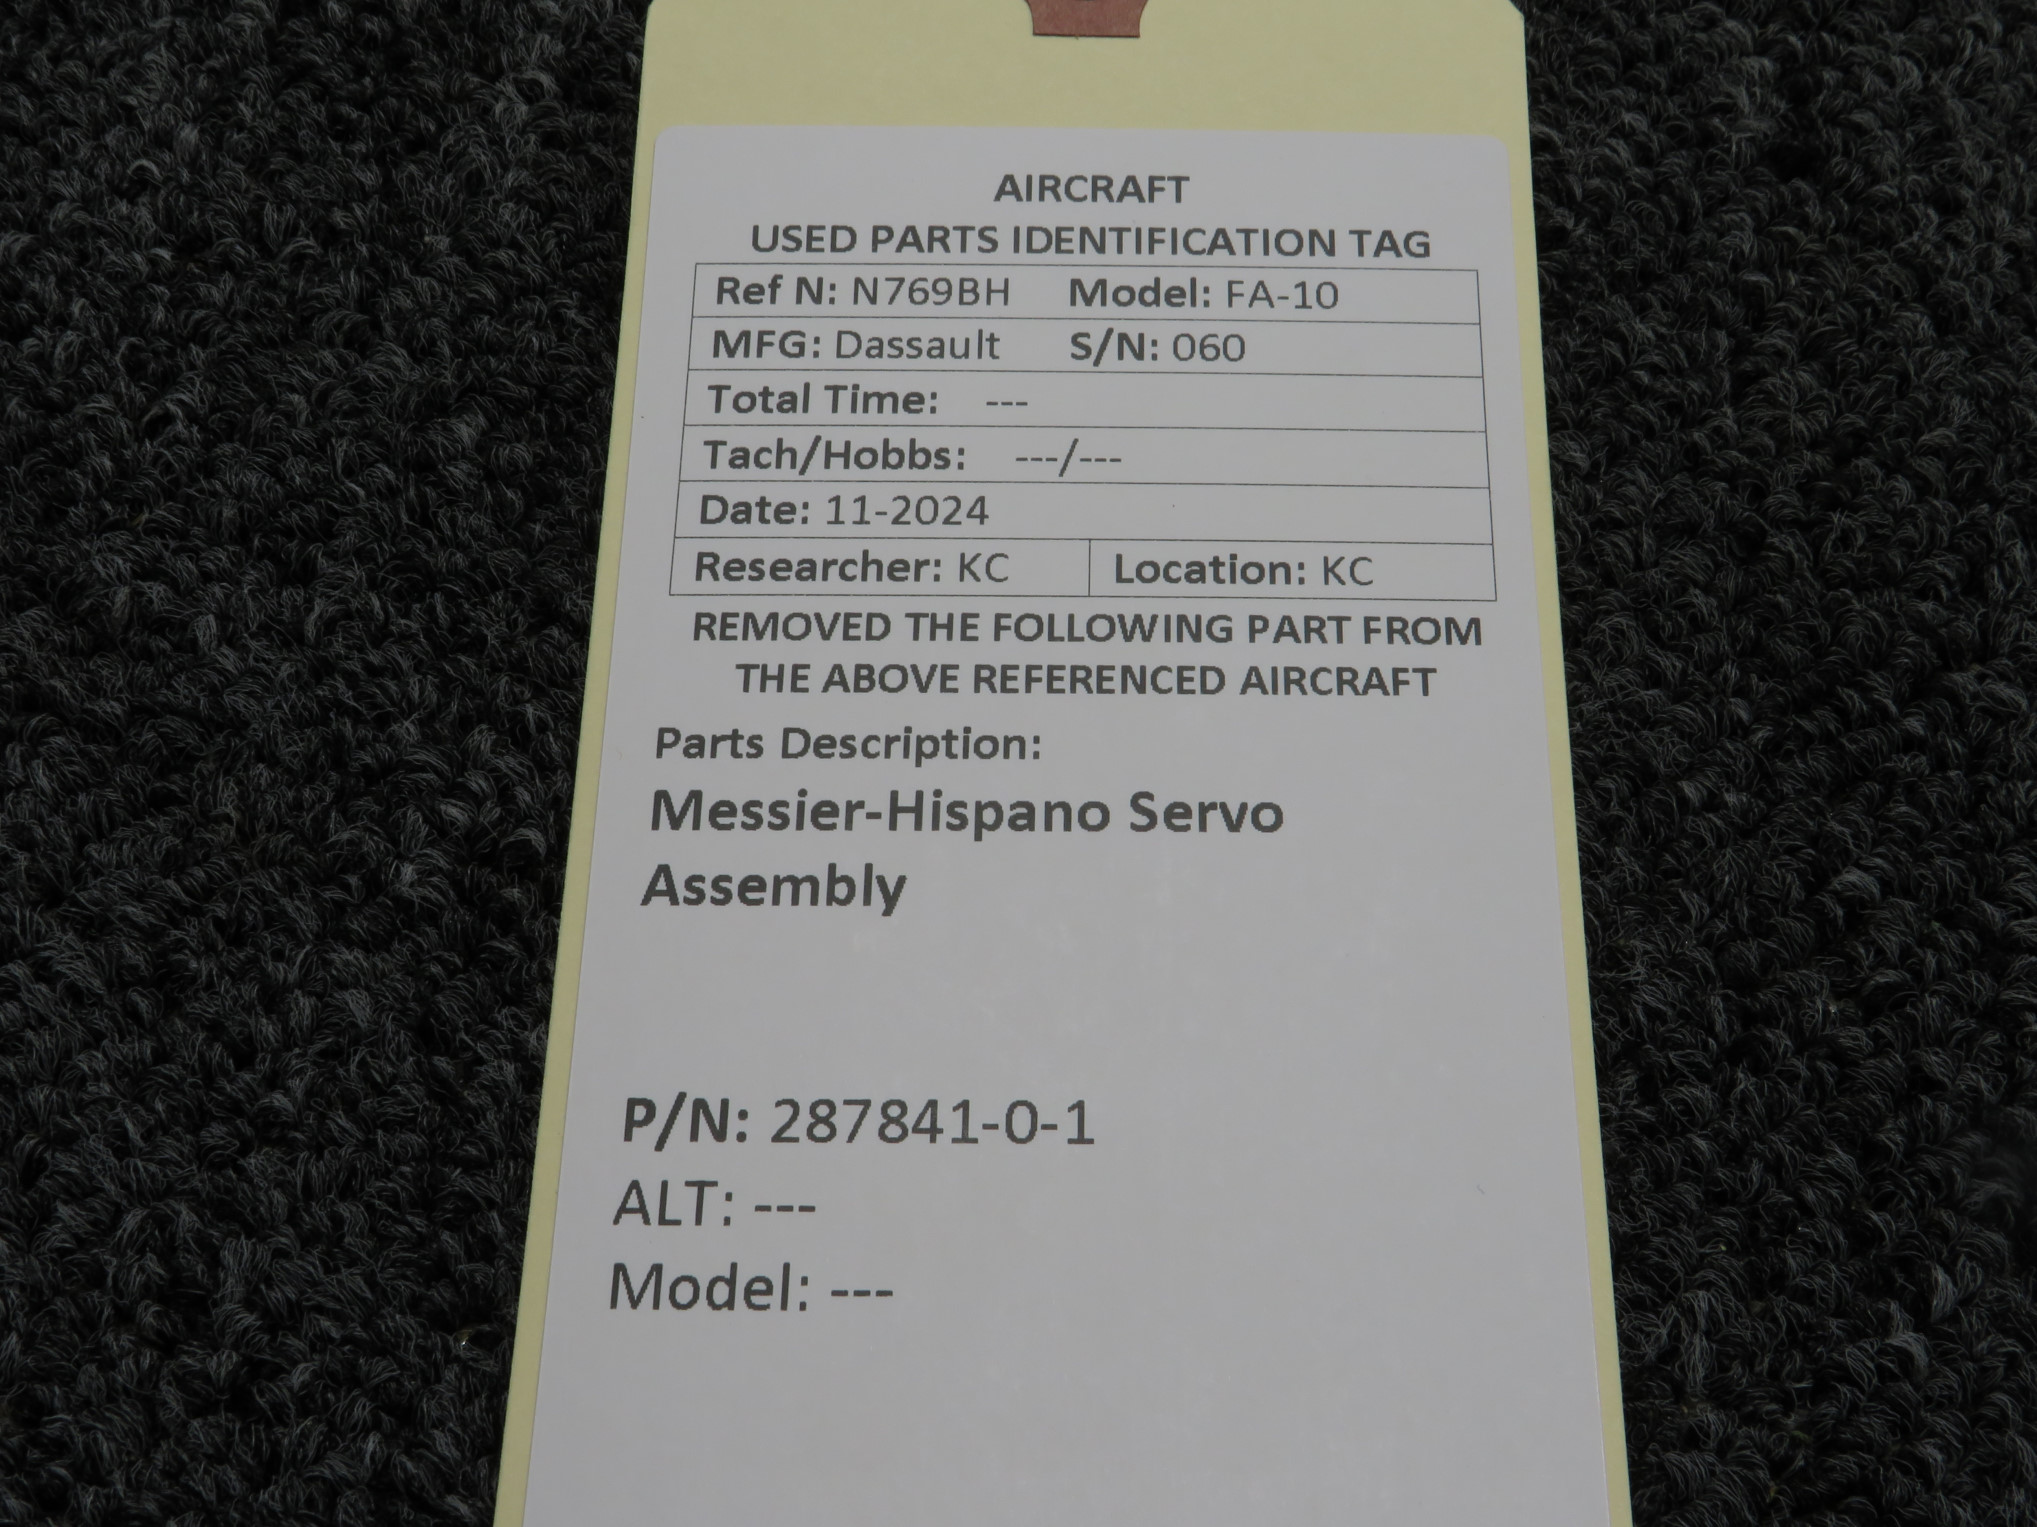 AIRCRAFT
USED PARTS IDENTIFICATION TAG
Ref N: N769BH Model: FA-10
MFG: Dassault S/N: 060
Total Time: ---
Tach/Hobbs: ---/---
Date: 11-2024
Researcher: KC Location: KC
REMOVED THE FOLLOWING PART FROM
THE ABOVE REFERENCED AIRCRAFT
Parts Description:
Messier-Hispano Servo
Assembly
P/N: 287841-0-1
ALT: ---
Model: ---